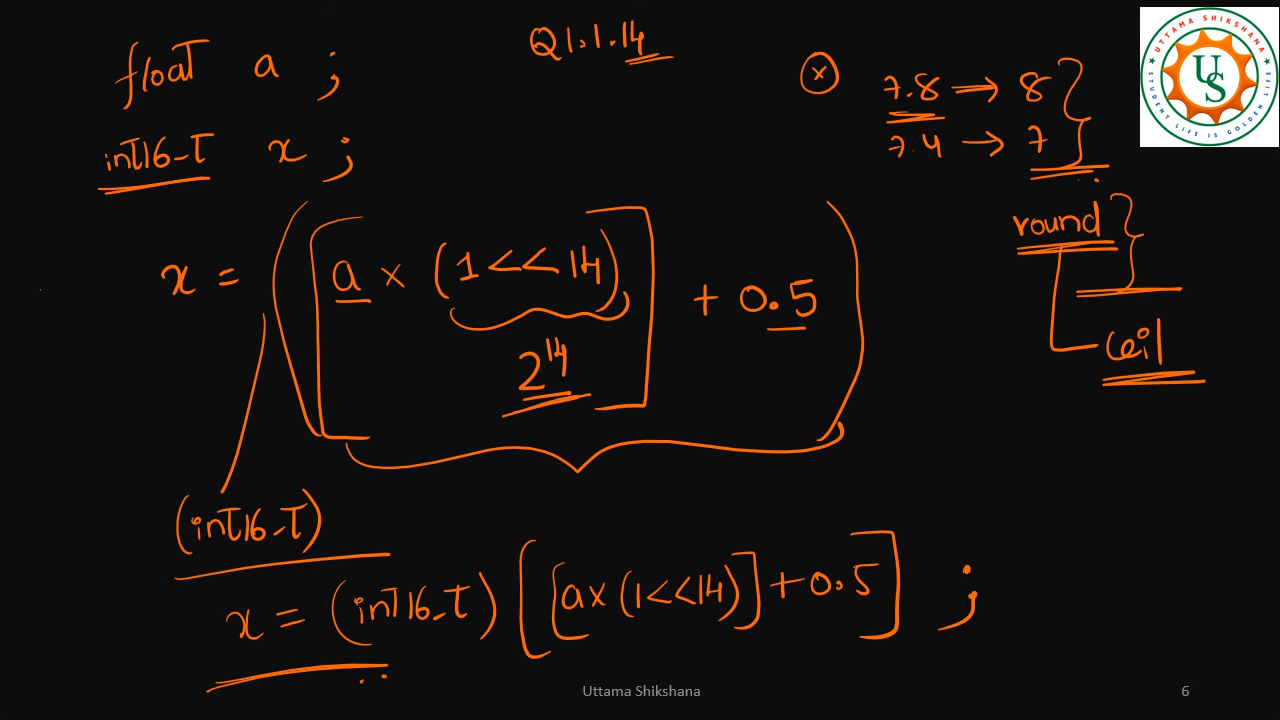 Q1.1.14
float a ;
int16_t x ;
x = ([a × (1<<14)] + 0.5)
2^14
(int16_t)
x = (int16_t) [[a× (1<<14)] + 0.5] ;
x
7.8 → 8
7.4 → 7
round
ceil
UTTAMA SHIKSHANA
US
STUDENT LIFE IS GOLDEN LIFE
Uttama Shikshana
6